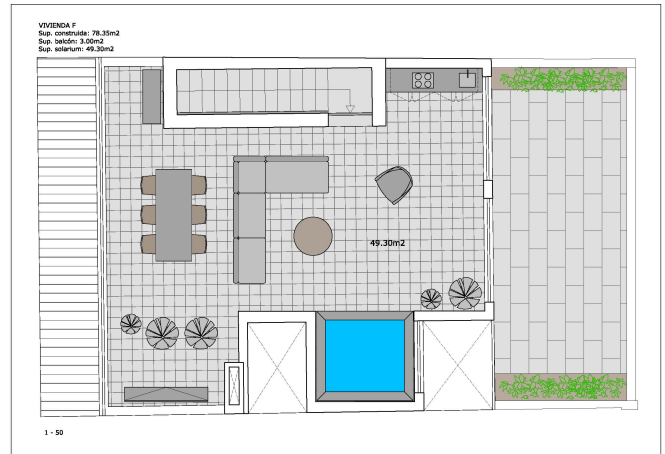 VIVIENDA F
Sup. construida: 78.35m2
Sup. balcón: 3.00m2
Sup. solarium: 49.30m2
49.30m2
1 - 50